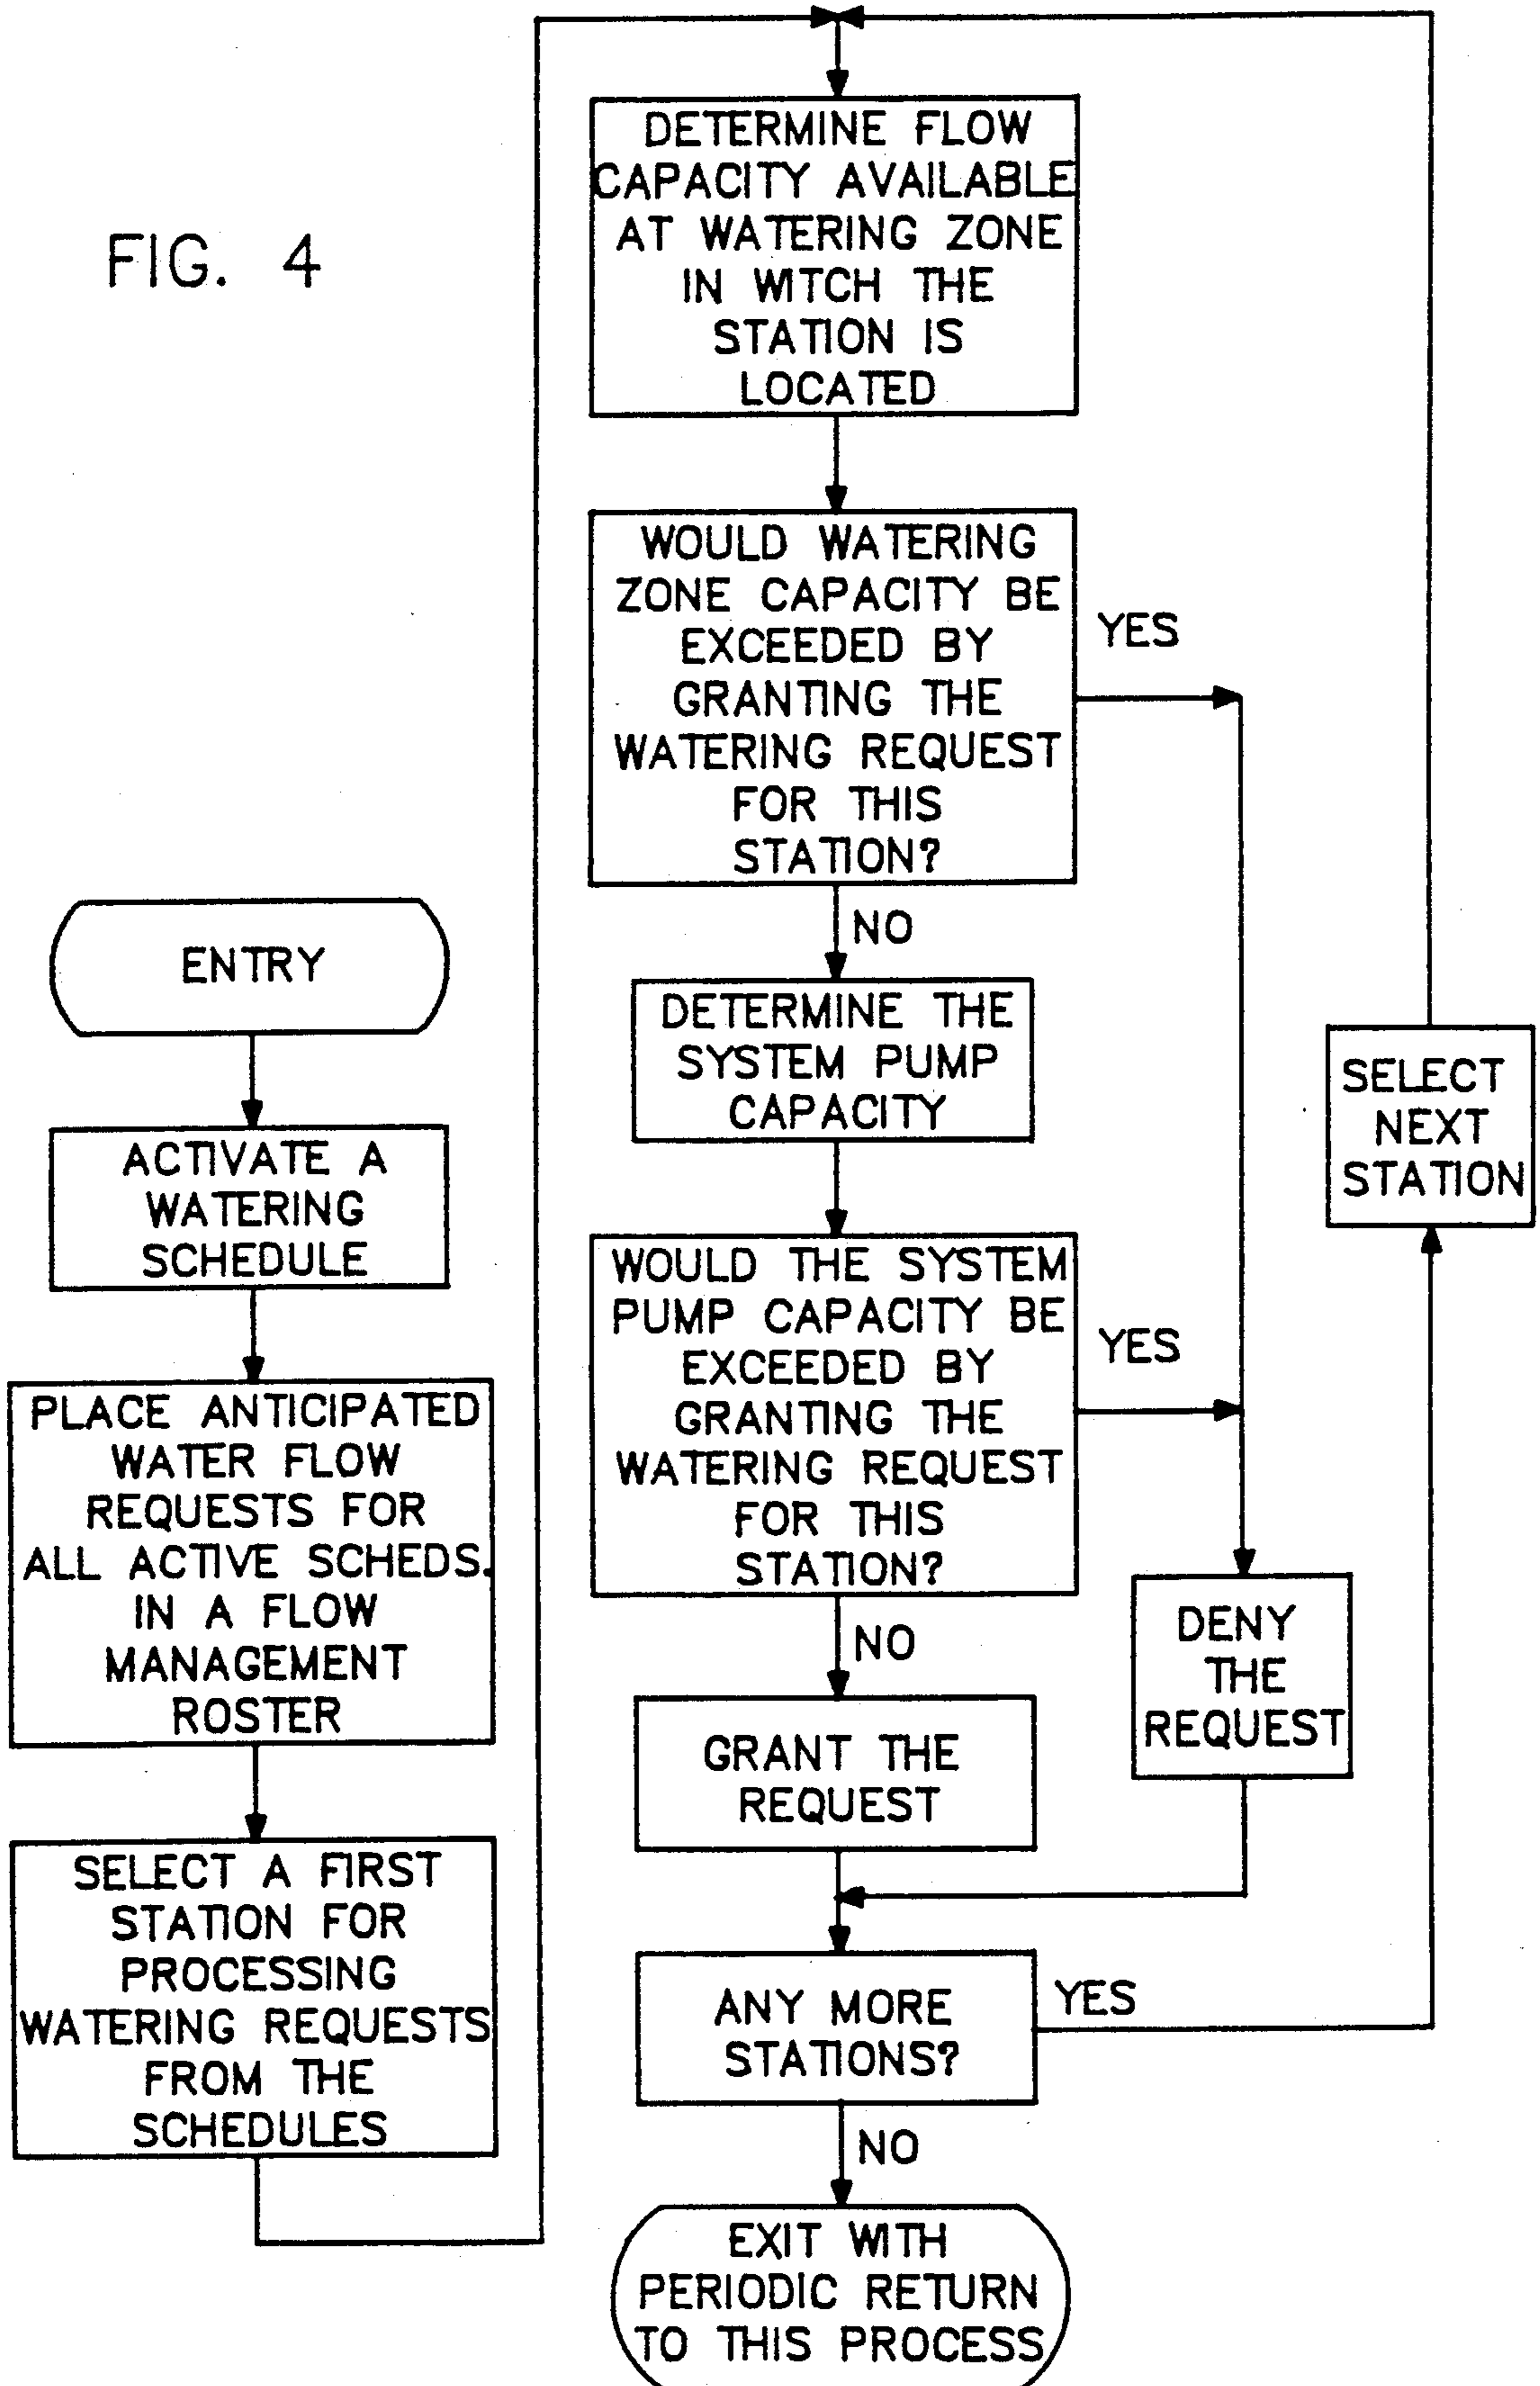 FIG. 4
ENTRY
ACTIVATE A
WATERING
SCHEDULE
PLACE ANTICIPATED
WATER FLOW
REQUESTS FOR
ALL ACTIVE SCHEDS.
IN A FLOW
MANAGEMENT
ROSTER
SELECT A FIRST
STATION FOR
PROCESSING
WATERING REQUESTS
FROM THE
SCHEDULES
DETERMINE FLOW
CAPACITY AVAILABLE
AT WATERING ZONE
IN WITCH THE
STATION IS
LOCATED
WOULD WATERING
ZONE CAPACITY BE
EXCEEDED BY
GRANTING THE
WATERING REQUEST
FOR THIS
STATION?
YES
NO
DETERMINE THE
SYSTEM PUMP
CAPACITY
WOULD THE SYSTEM
PUMP CAPACITY BE
EXCEEDED BY
GRANTING THE
WATERING REQUEST
FOR THIS
STATION?
YES
NO
GRANT THE
REQUEST
DENY
THE
REQUEST
ANY MORE
STATIONS?
YES
NO
SELECT
NEXT
STATION
EXIT WITH
PERIODIC RETURN
TO THIS PROCESS